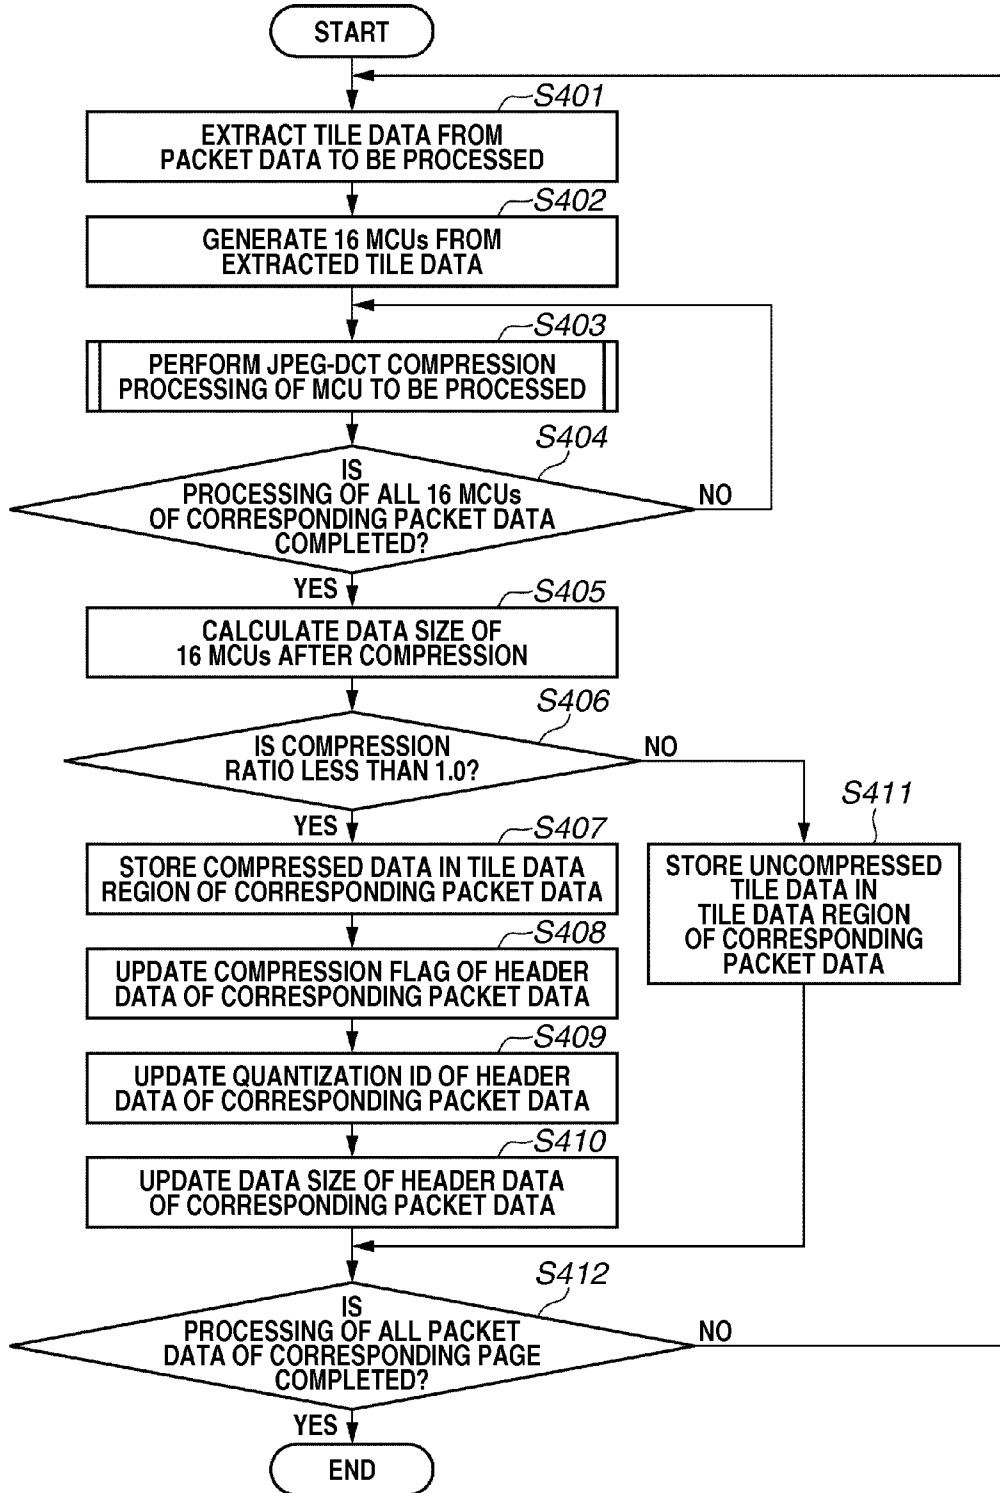 START
S401
EXTRACT TILE DATA FROM
PACKET DATA TO BE PROCESSED
S402
GENERATE 16 MCUs FROM
EXTRACTED TILE DATA
S403
PERFORM JPEG-DCT COMPRESSION
PROCESSING OF MCU TO BE PROCESSED
S404
IS
PROCESSING OF ALL 16 MCUs
OF CORRESPONDING PACKET DATA
COMPLETED?
NO
YES
S405
CALCULATE DATA SIZE OF
16 MCUs AFTER COMPRESSION
S406
IS COMPRESSION
RATIO LESS THAN 1.0?
NO
YES
S407
STORE COMPRESSED DATA IN TILE DATA
REGION OF CORRESPONDING PACKET DATA
S411
STORE UNCOMPRESSED
TILE DATA IN
TILE DATA REGION
OF CORRESPONDING
PACKET DATA
S408
UPDATE COMPRESSION FLAG OF HEADER
DATA OF CORRESPONDING PACKET DATA
S409
UPDATE QUANTIZATION ID OF HEADER
DATA OF CORRESPONDING PACKET DATA
S410
UPDATE DATA SIZE OF HEADER DATA
OF CORRESPONDING PACKET DATA
S412
IS
PROCESSING OF ALL PACKET
DATA OF CORRESPONDING PAGE
COMPLETED?
NO
YES
END